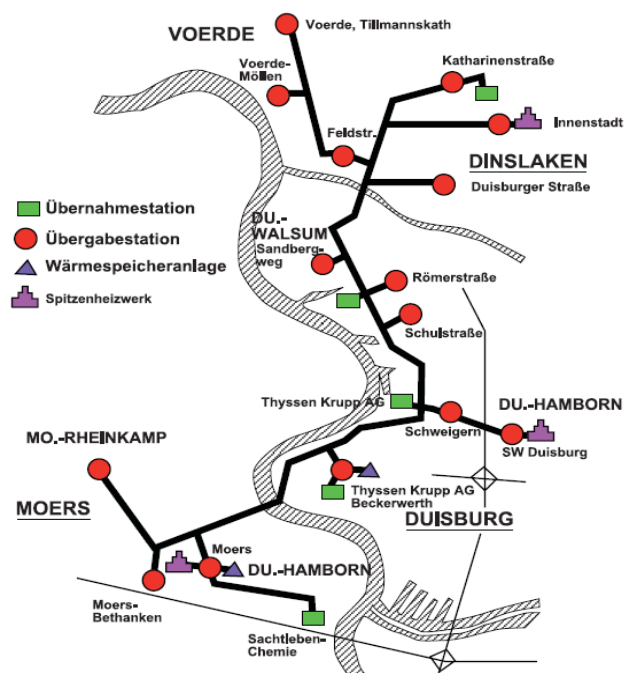 Voerde, Tillmannskath
VOERDE
Voerde-
Möllen
Katharinenstraße
Feldstr.
Innenstadt
DINSLAKEN
Duisburger Straße
Übernahmestation
Übergabestation
Wärmespeicheranlage
Spitzenheizwerk
DU.-
WALSUM
Sandberg-
weg
Römerstraße
Schulstraße
Thyssen Krupp AG
DU.-HAMBORN
Schweigern
SW Duisburg
MO.-RHEINKAMP
Thyssen Krupp AG
Beckerwerth
MOERS
DUISBURG
Moers
DU.-HAMBORN
Moers-
Bethanken
Sachtleben-
Chemie